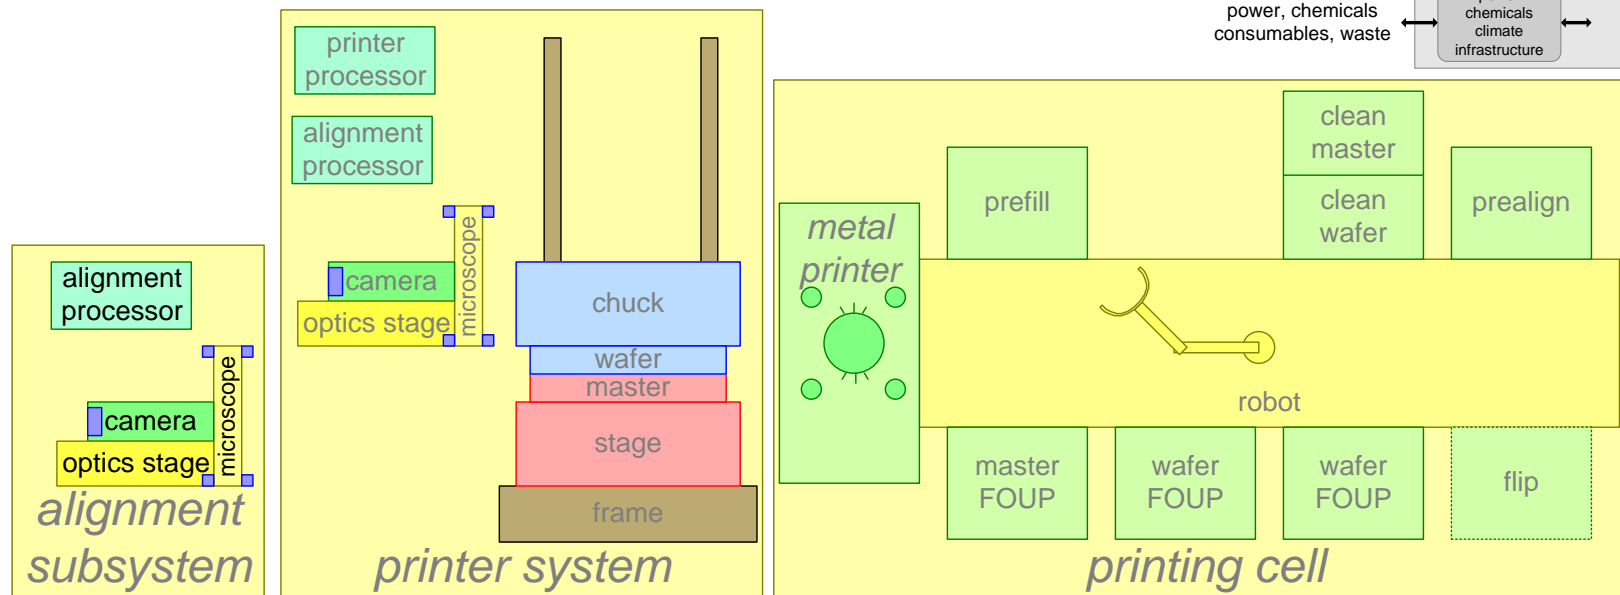 alignment
processor
microscope
camera
optics stage
alignment
subsystem
printer
processor
alignment
processor
microscope
camera
optics stage
chuck
wafer
master
stage
frame
printer system
power, chemicals
consumables, waste
chemicals
climate
infrastructure
clean
master
clean
wafer
prefill
prealign
metal
printer
robot
master
FOUP
wafer
FOUP
wafer
FOUP
flip
printing cell